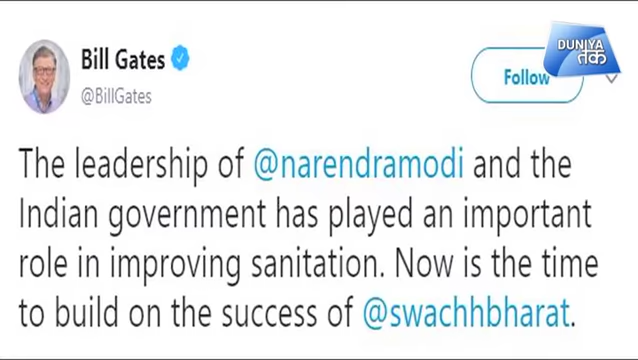 Bill Gates
@BillGates
Follow
DUNIYA
तक
The leadership of @narendramodi and the
Indian government has played an important
role in improving sanitation. Now is the time
to build on the success of @swachhbharat.